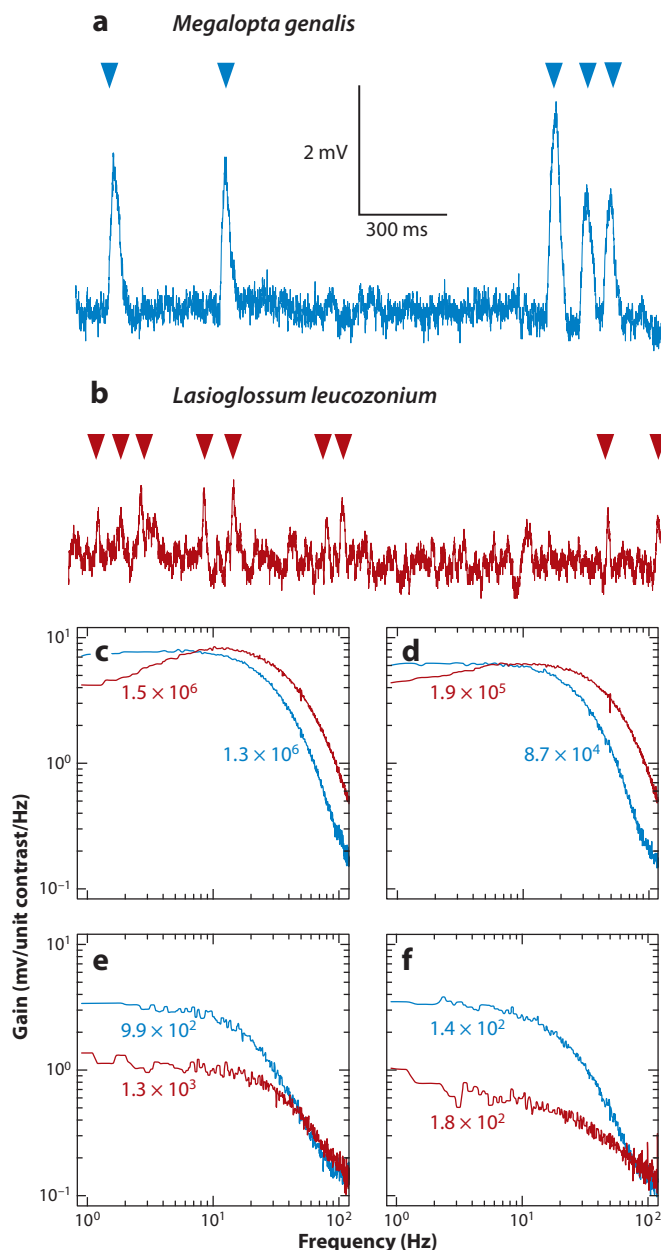 a Megalopta genalis
2 mV
300 ms
b Lasioglossum leucozonium
Gain (mv/unit contrast/Hz)
10¹
10⁰
10⁻¹
c
1.5 × 10⁶
1.3 × 10⁶
d
1.9 × 10⁵
8.7 × 10⁴
10¹
10⁰
10⁻¹
e
9.9 × 10²
1.3 × 10³
f
1.4 × 10²
1.8 × 10²
10⁰ 10¹ 10² 10⁰ 10¹ 10²
Frequency (Hz)